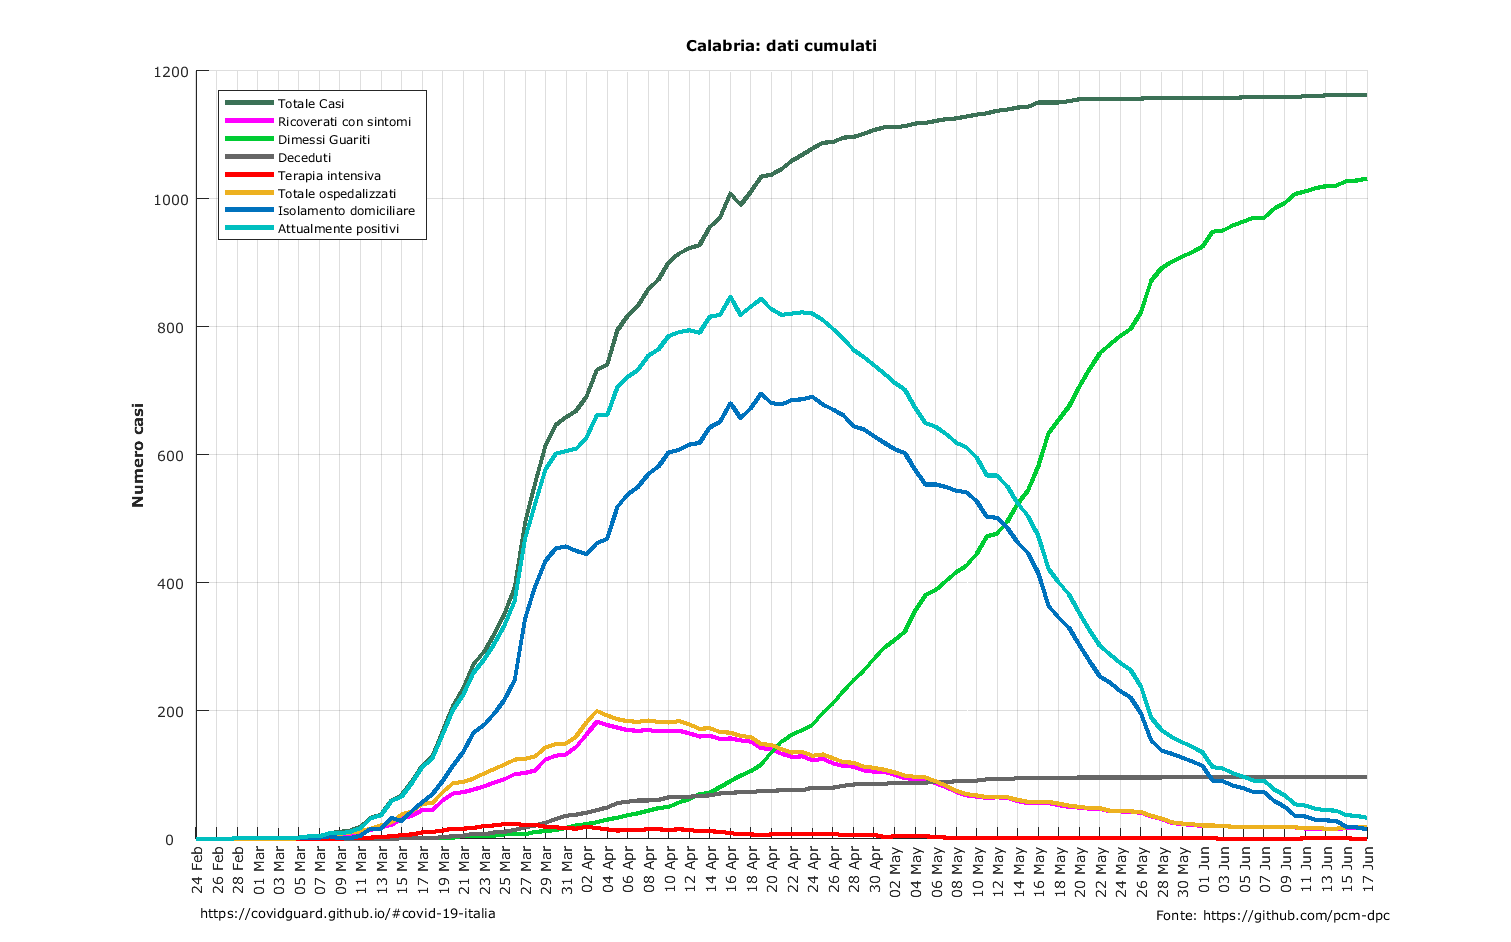 Calabria: dati cumulati
Numero casi
1200
1000
800
600
400
200
0
Totale Casi
Ricoverati con sintomi
Dimessi Guariti
Deceduti
Terapia intensiva
Totale ospedalizzati
Isolamento domiciliare
Attualmente positivi
24 Feb
26 Feb
28 Feb
01 Mar
03 Mar
05 Mar
07 Mar
09 Mar
11 Mar
13 Mar
15 Mar
17 Mar
19 Mar
21 Mar
23 Mar
25 Mar
27 Mar
29 Mar
31 Mar
02 Apr
04 Apr
06 Apr
08 Apr
10 Apr
12 Apr
14 Apr
16 Apr
18 Apr
20 Apr
22 Apr
24 Apr
26 Apr
28 Apr
30 Apr
02 May
04 May
06 May
08 May
10 May
12 May
14 May
16 May
18 May
20 May
22 May
24 May
26 May
28 May
30 May
01 Jun
03 Jun
05 Jun
07 Jun
09 Jun
11 Jun
13 Jun
15 Jun
17 Jun
https://covidguard.github.io/#covid-19-italia
Fonte: https://github.com/pcm-dpc